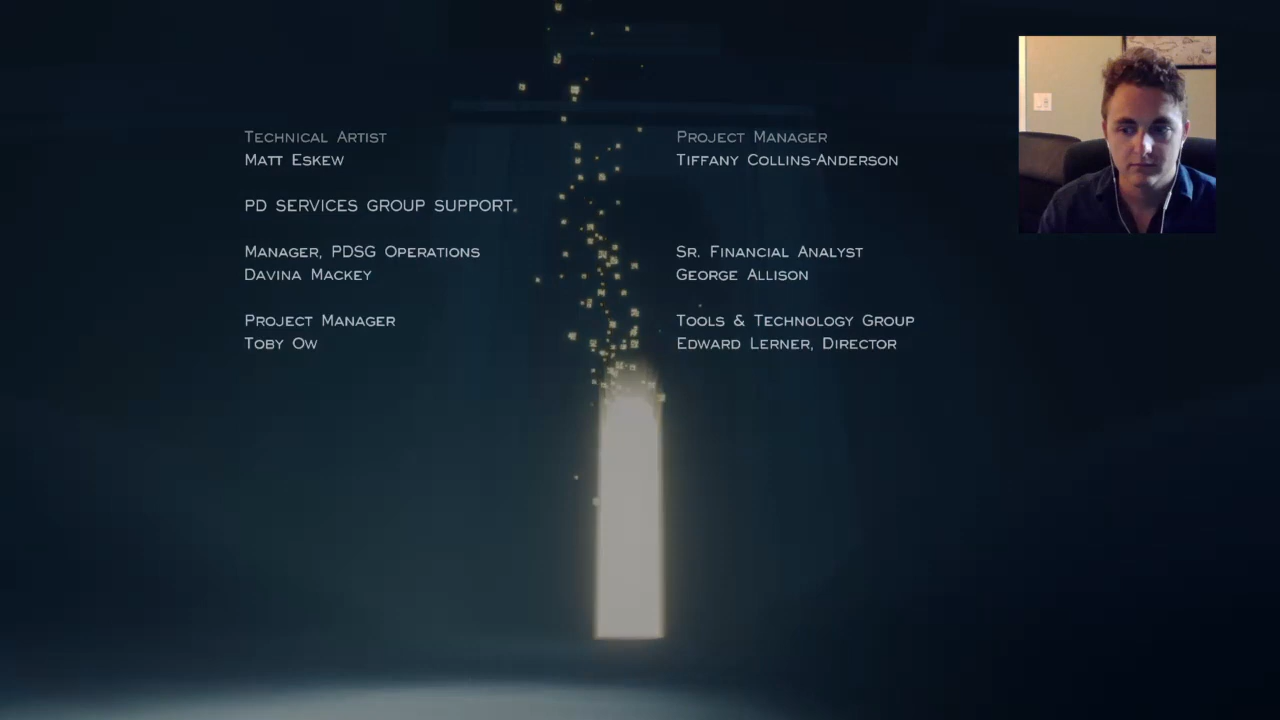 Technical Artist
Matt Eskew
Project Manager
Tiffany Collins-Anderson
PD SERVICES GROUP SUPPORT.
Manager, PDSG Operations
Davina Mackey
Sr. Financial Analyst
George Allison
Project Manager
Toby Ow
Tools & Technology Group
Edward Lerner, Director